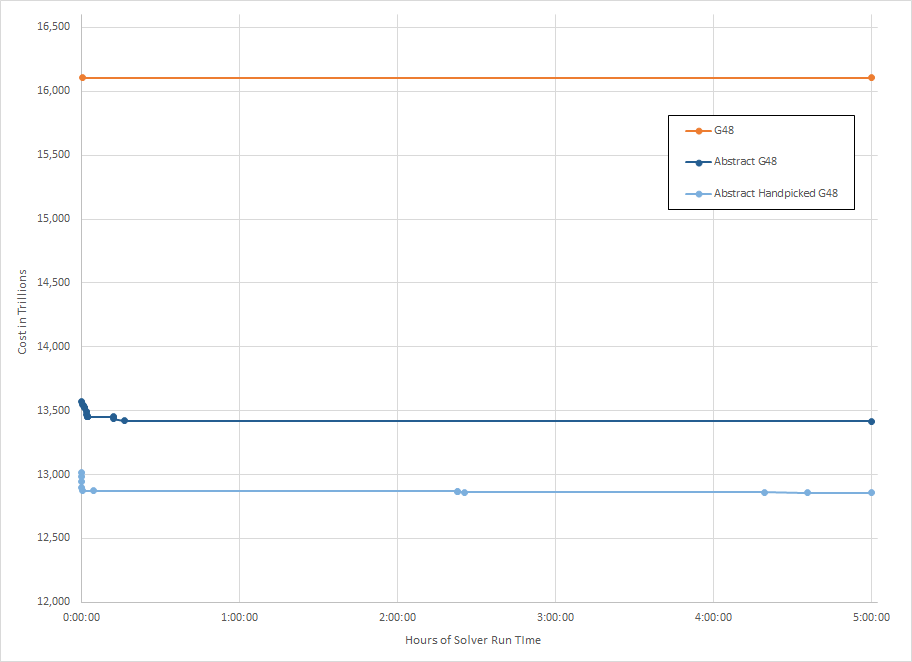 16,500
16,000
15,500
15,000
14,500
14,000
13,500
13,000
12,500
12,000
Cost in Trillions
G48
Abstract G48
Abstract Handpicked G48
0:00:00 1:00:00 2:00:00 3:00:00 4:00:00 5:00:00
Hours of Solver Run TIme